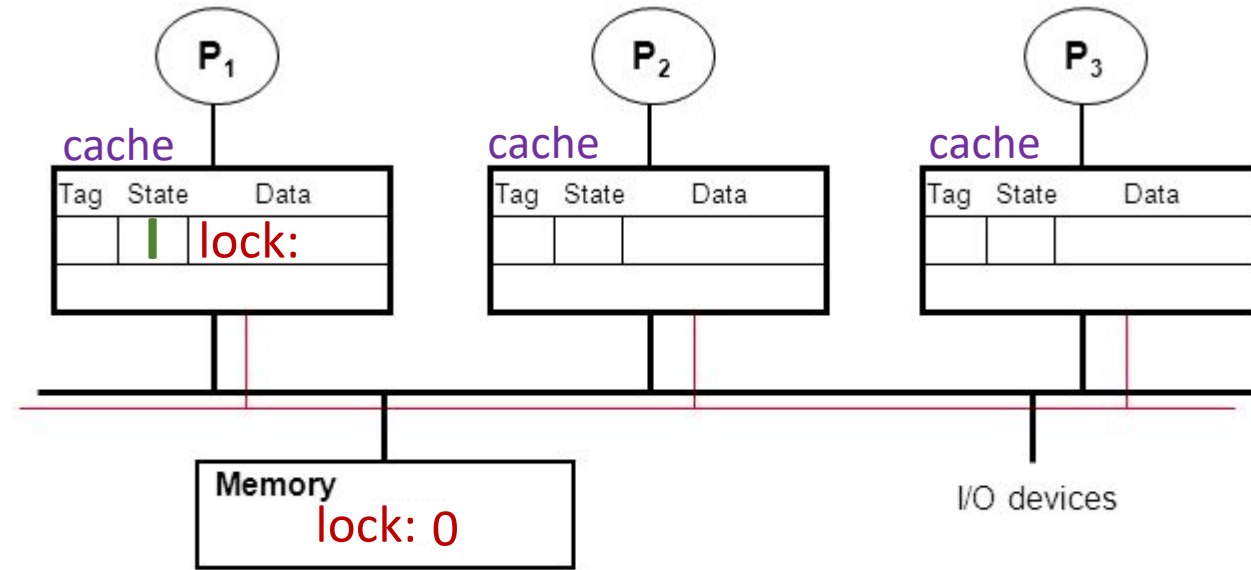 P1 P2 P3
cache cache cache
Tag State Data Tag State Data Tag State Data
I lock:
Memory
lock: 0
I/O devices